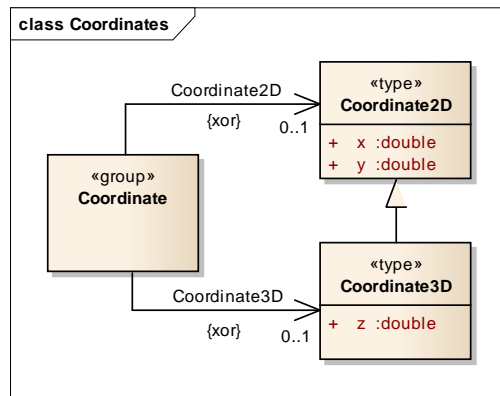 class Coordinates
Coordinate2D
{xor}
0..1
«type»
Coordinate2D
+ x :double
+ y :double
«group»
Coordinate
Coordinate3D
{xor}
0..1
«type»
Coordinate3D
+ z :double